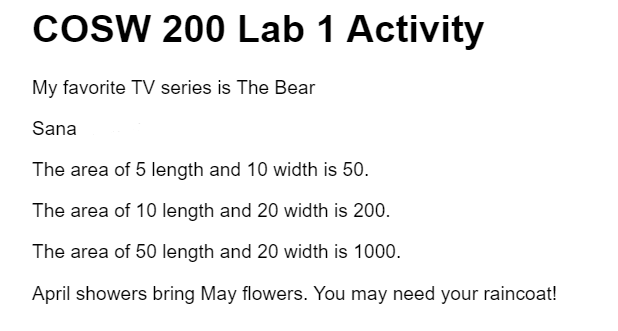 COSW 200 Lab 1 Activity
My favorite TV series is The Bear
Sana
The area of 5 length and 10 width is 50.
The area of 10 length and 20 width is 200.
The area of 50 length and 20 width is 1000.
April showers bring May flowers. You may need your raincoat!